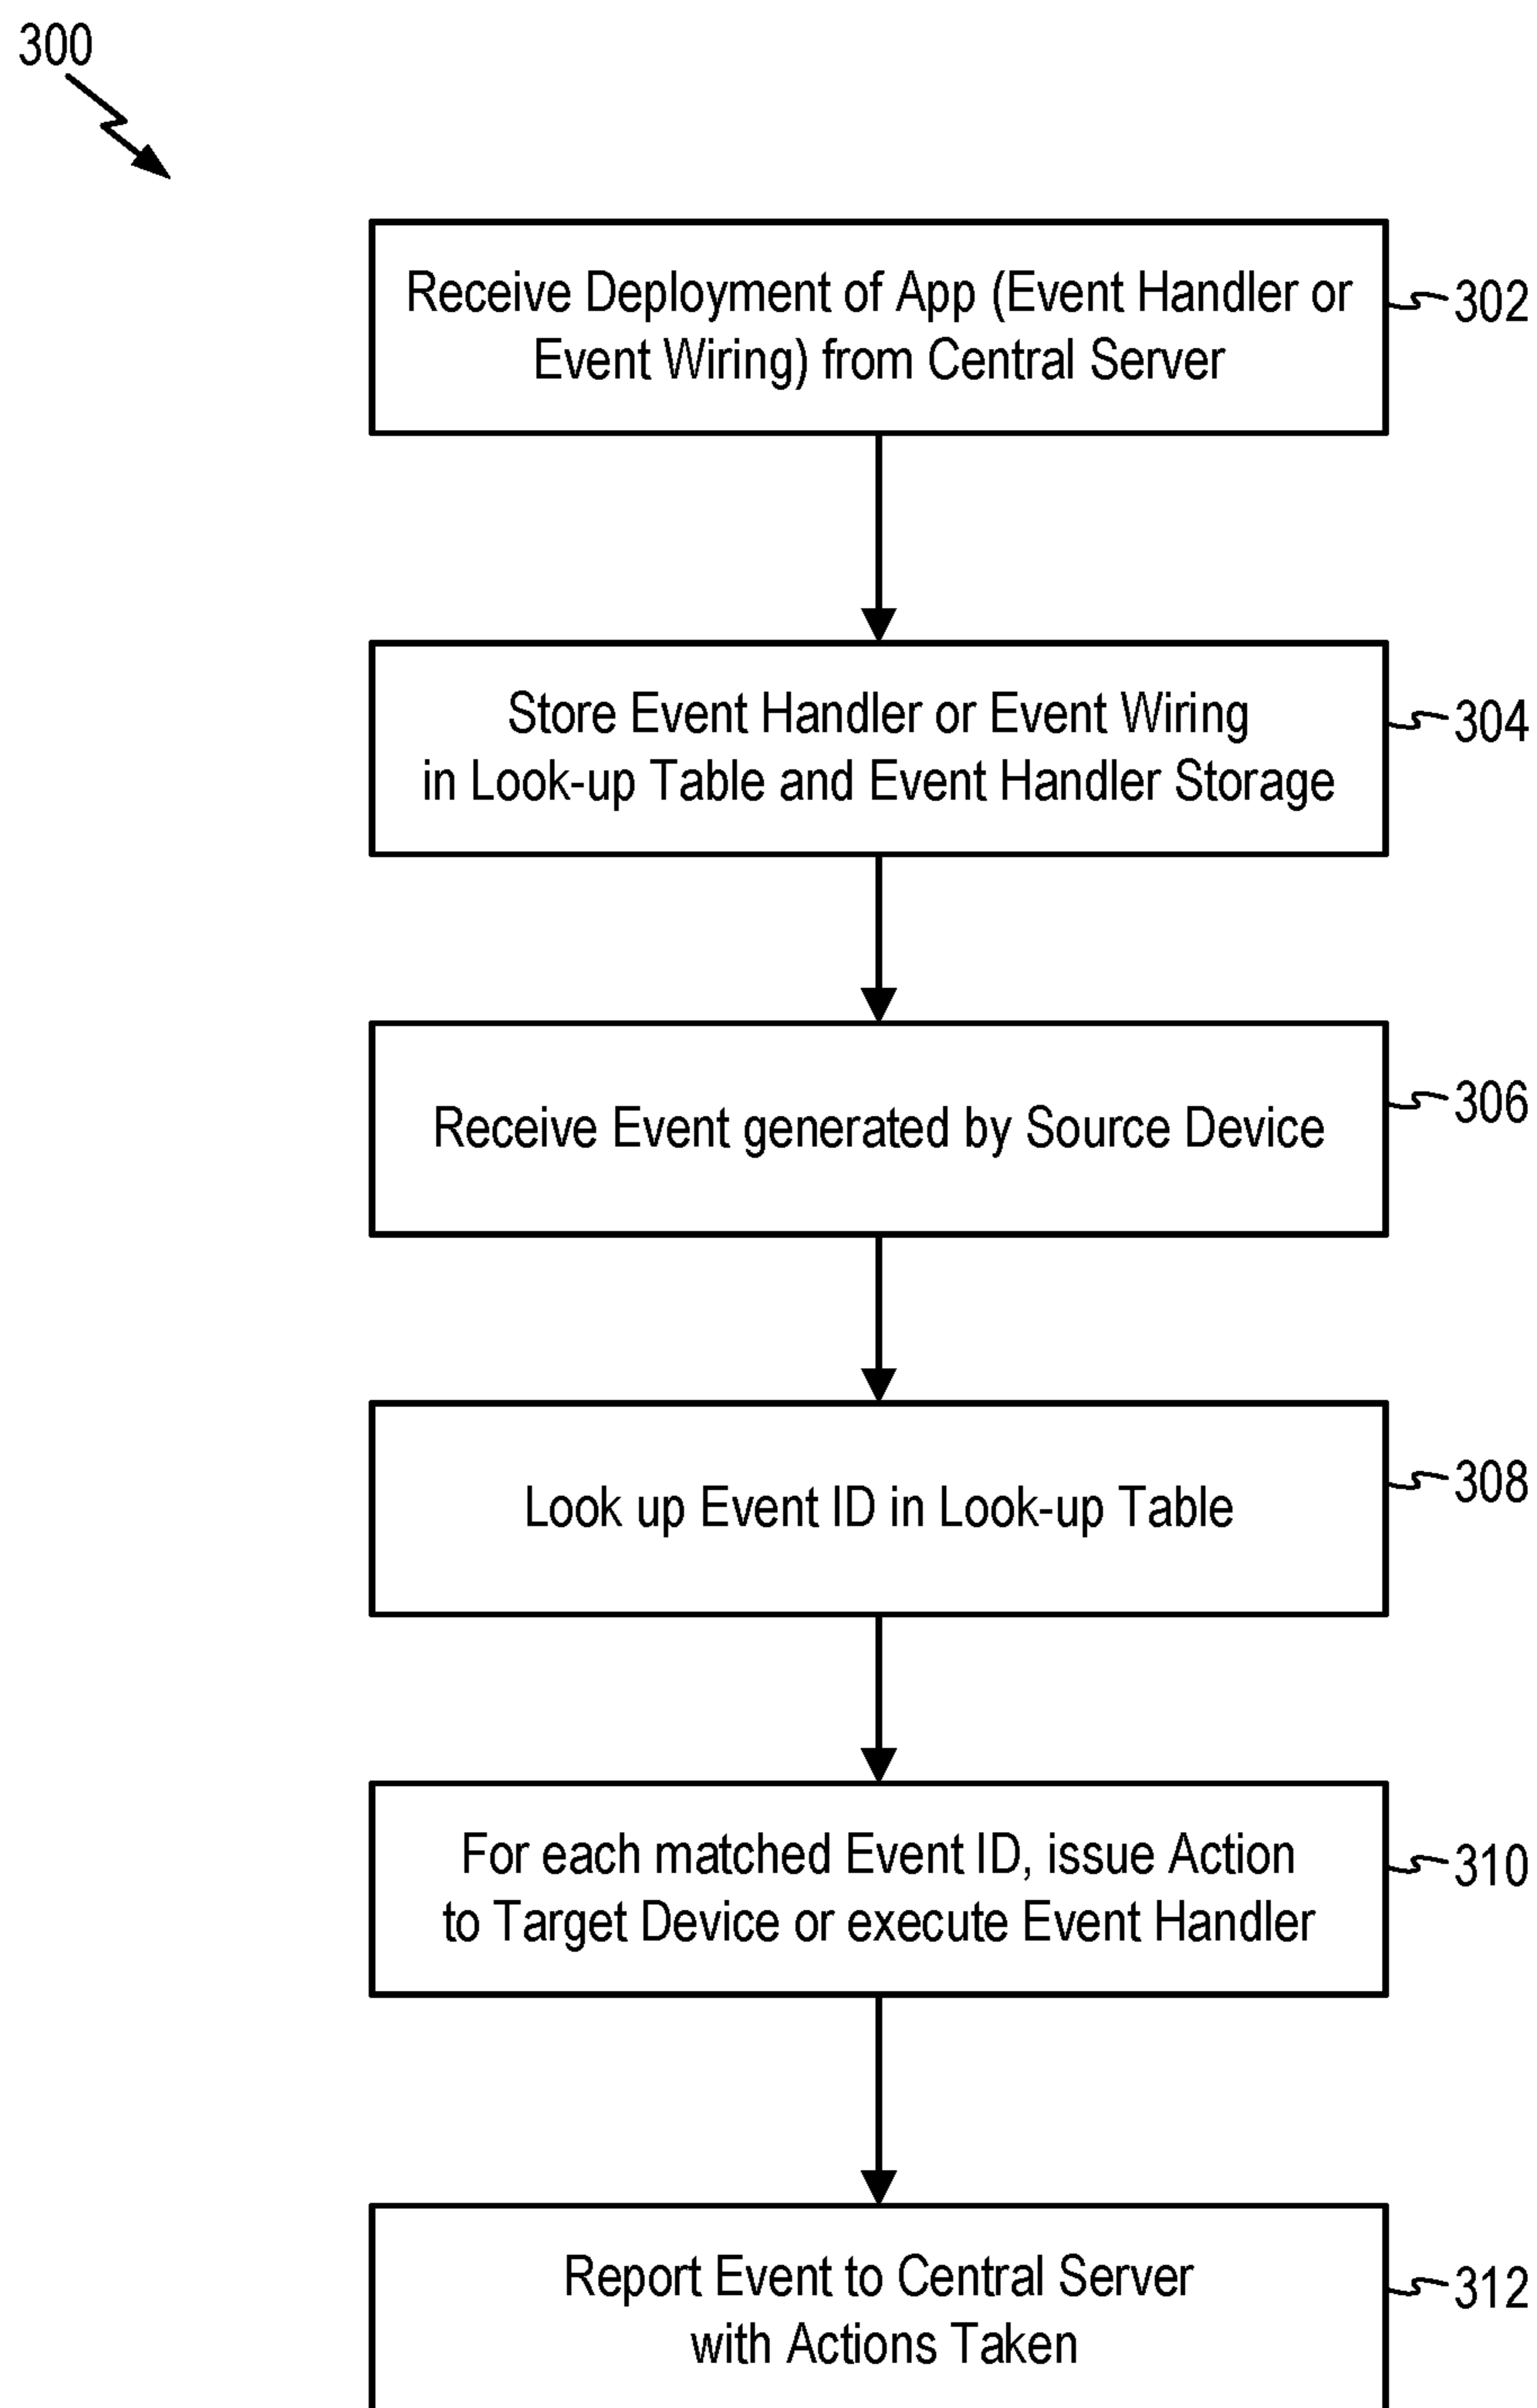 300
Receive Deployment of App (Event Handler or
Event Wiring) from Central Server
302
Store Event Handler or Event Wiring
in Look-up Table and Event Handler Storage
304
Receive Event generated by Source Device
306
Look up Event ID in Look-up Table
308
For each matched Event ID, issue Action
to Target Device or execute Event Handler
310
Report Event to Central Server
with Actions Taken
312